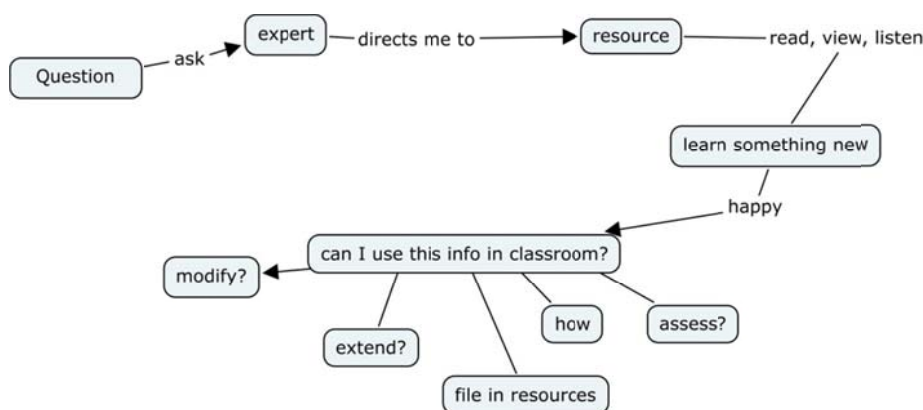 Question
ask
expert
directs me to
resource
read, view, listen
learn something new
happy
can I use this info in classroom?
modify?
extend?
file in resources
how
assess?